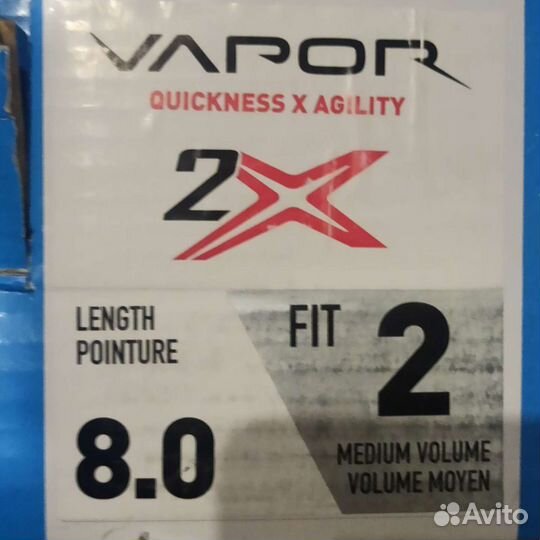 VAPOR
QUICKNESS X AGILITY
2X
LENGTH
POINTURE
8.0
FIT 2
MEDIUM VOLUME
VOLUME MOYEN
Avito